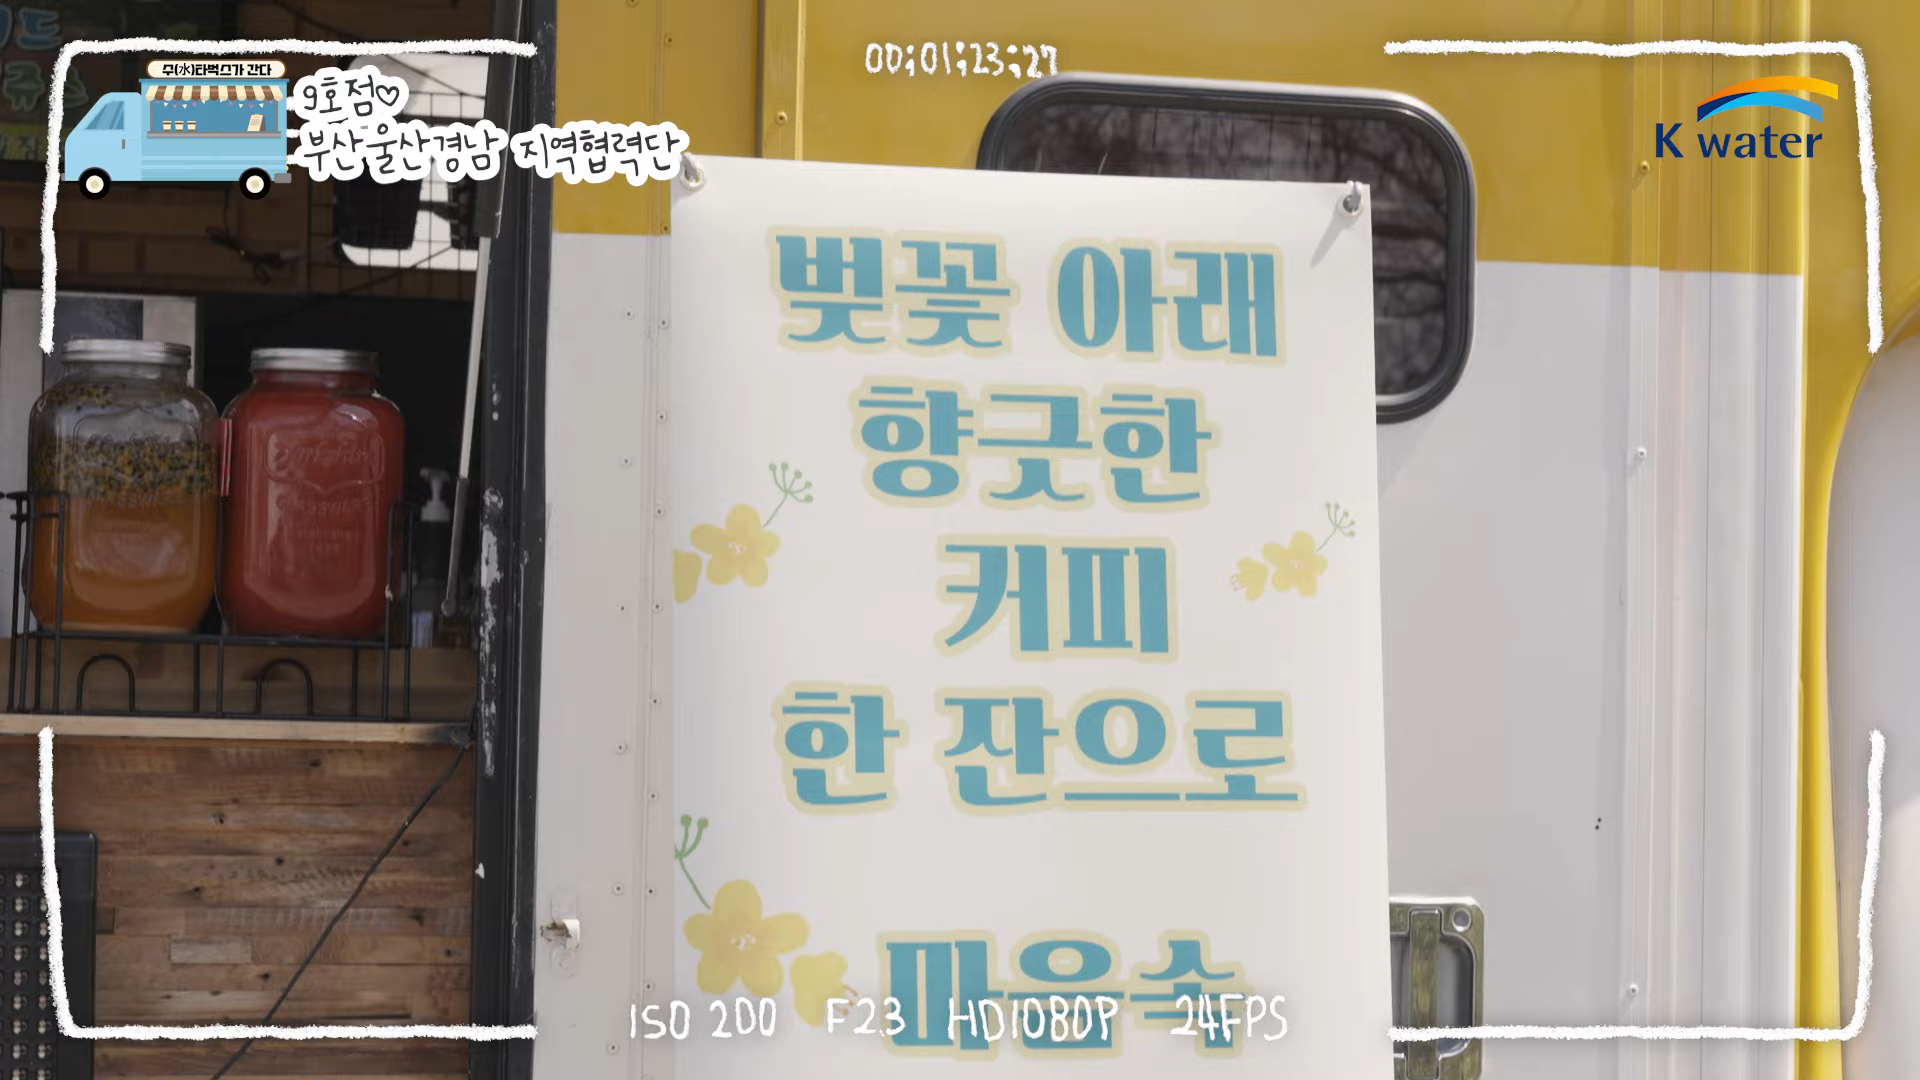 수(水)타벅스가 간다
9호점♡
부산울산경남 지역협력단
00;01;23;27
K water
벚꽃 아래
향긋한
커피
한 잔으로
마음속
ISO 200 F2.3 HD1080P 24FPS